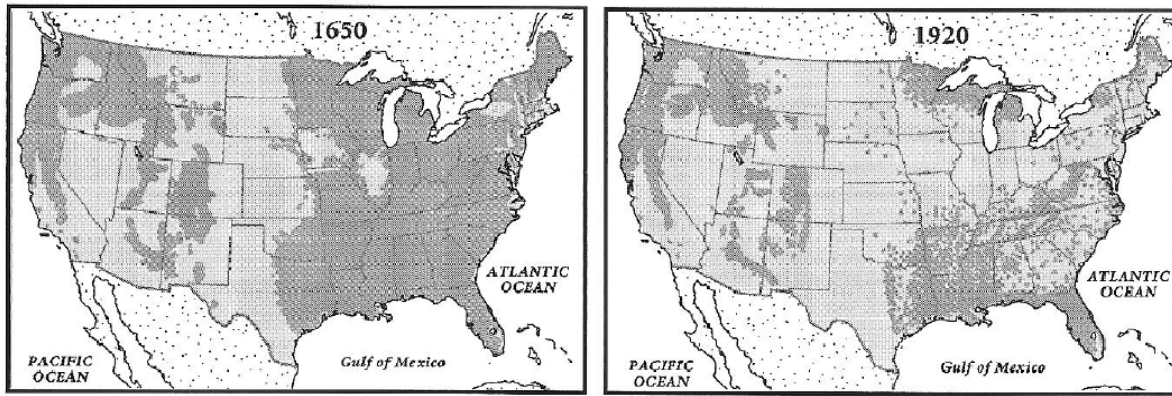 1650
ATLANTIC
OCEAN
PACIFIC
OCEAN
Gulf of Mexico
1920
ATLANTIC
OCEAN
PACIFIC
OCEAN
Gulf of Mexico